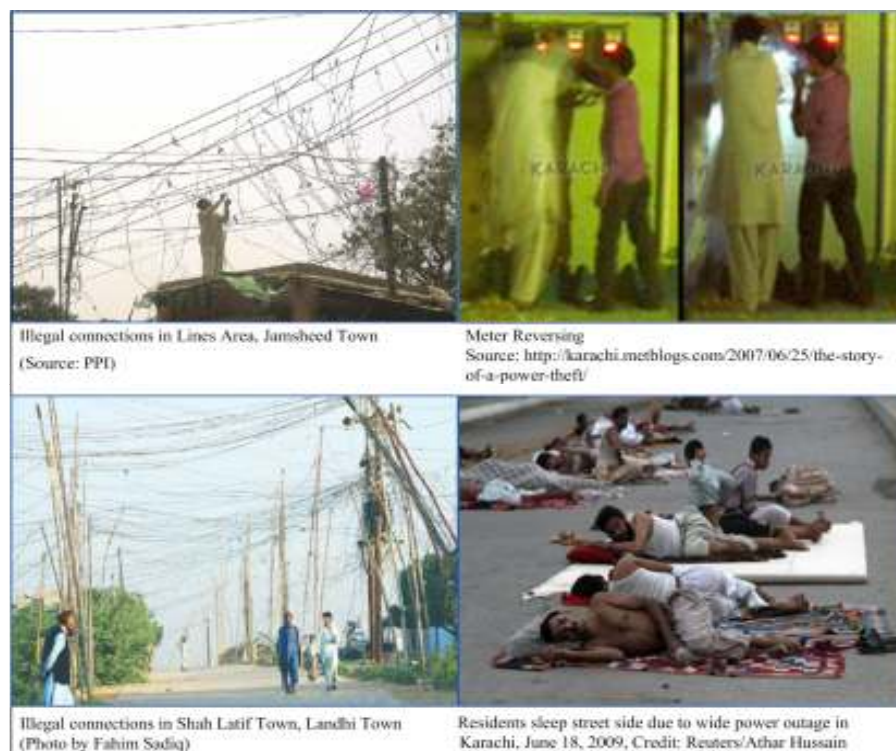 KARACHI
KARACHI
Illegal connections in Lines Area, Jamsheed Town
(Source: PPI)
Meter Reversing
Source: http://karachi.metblogs.com/2007/06/25/the-story-
of-a-power-theft/
Illegal connections in Shah Latif Town, Landhi Town
(Photo by Fahim Sadiq)
Residents sleep street side due to wide power outage in
Karachi, June 18, 2009, Credit: Reuters/Athar Hussain